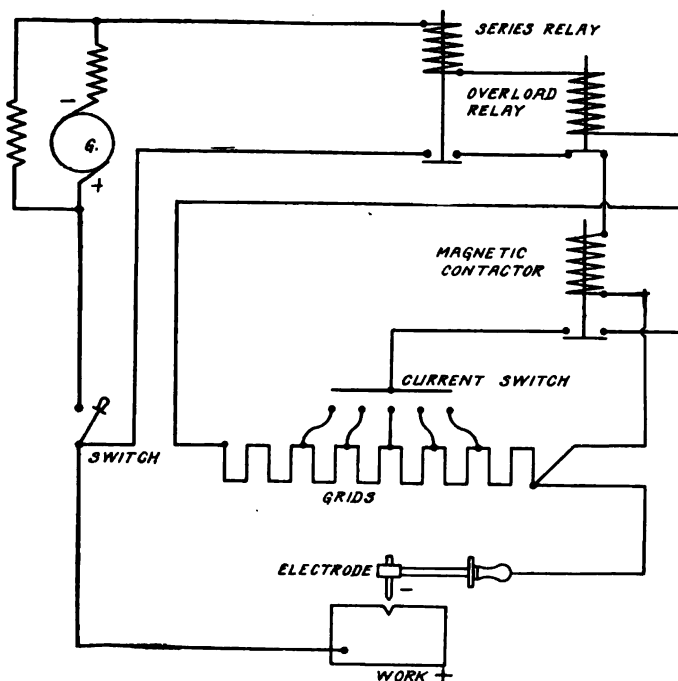 SERIES RELAY
OVERLOAD
RELAY
-
G.
+
MAGNETIC
CONTACTOR
CURRENT SWITCH
SWITCH
GRIDS
ELECTRODE
-
WORK +